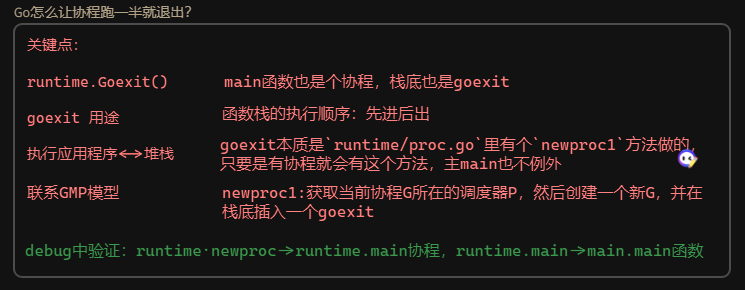 Go怎么让协程跑一半就退出?
关键点：
runtime.Goexit()
main函数也是个协程，栈底也是goexit
goexit 用途
函数栈的执行顺序：先进后出
执行应用程序<->堆栈
goexit本质是`runtime/proc.go`里有个`newproc1`方法做的，
只要是有协程就会有这个方法，主main也不例外
联系GMP模型
newproc1:获取当前协程G所在的调度器P，然后创建一个新G，并在
栈底插入一个goexit
debug中验证：runtime·newproc->runtime.main协程，runtime.main->main.main函数